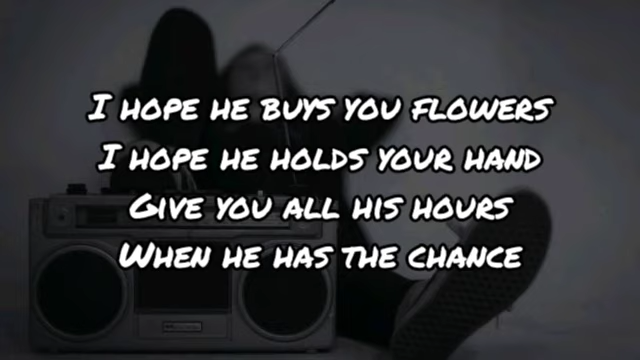 I hope he buys you flowers
I hope he holds your hand
Give you all his hours
When he has the chance